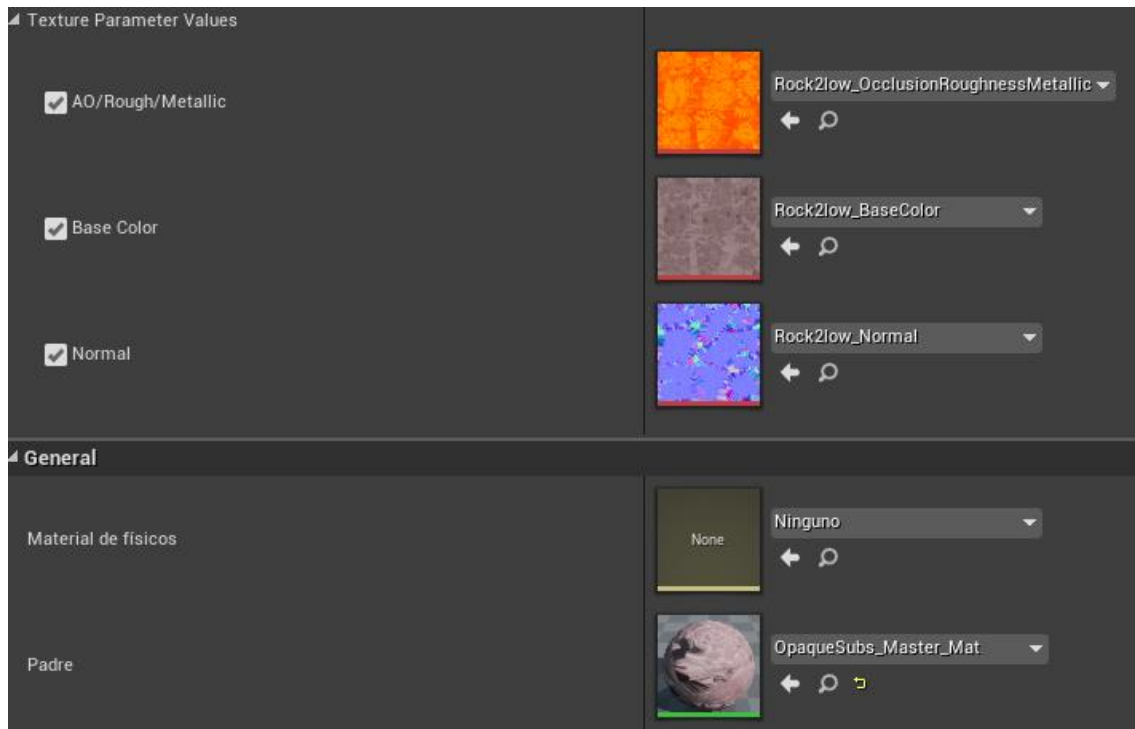 Texture Parameter Values
AO/Rough/Metallic
Rock2low_OcclusionRoughnessMetallic
Base Color
Rock2low_BaseColor
Normal
Rock2low_Normal
General
Material de físicos
None
Ninguno
Padre
OpaqueSubs_Master_Mat